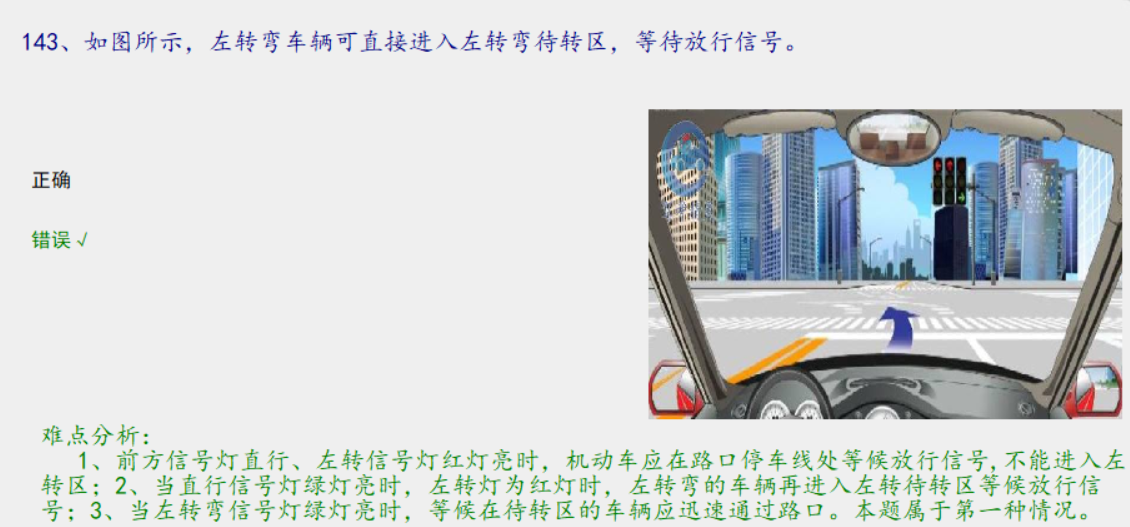 143、如图所示，左转弯车辆可直接进入左转弯待转区，等待放行信号。
正确
错误 √
难点分析：
1、前方信号灯直行、左转信号灯红灯亮时，机动车应在路口停车线处等候放行信号,不能进入左
转区；2、当直行信号灯绿灯亮时，左转灯为红灯时，左转弯的车辆再进入左转待转区等候放行信
号；3、当左转弯信号灯绿灯亮时，等候在待转区的车辆应迅速通过路口。本题属于第一种情况。